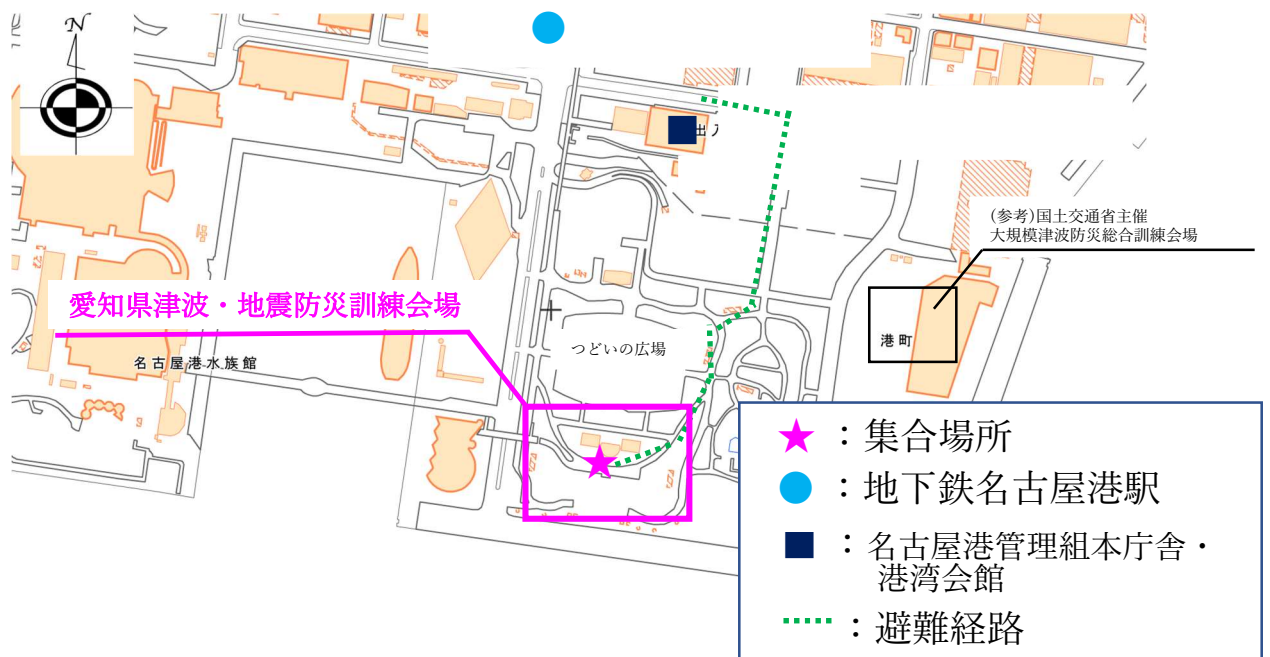 N
出入
(参考)国土交通省主催
大規模津波防災総合訓練会場
愛知県津波・地震防災訓練会場
港町
つどいの広場
名古屋港水族館
★：集合場所
●：地下鉄名古屋港駅
■：名古屋港管理組本庁舎・
港湾会館
：避難経路